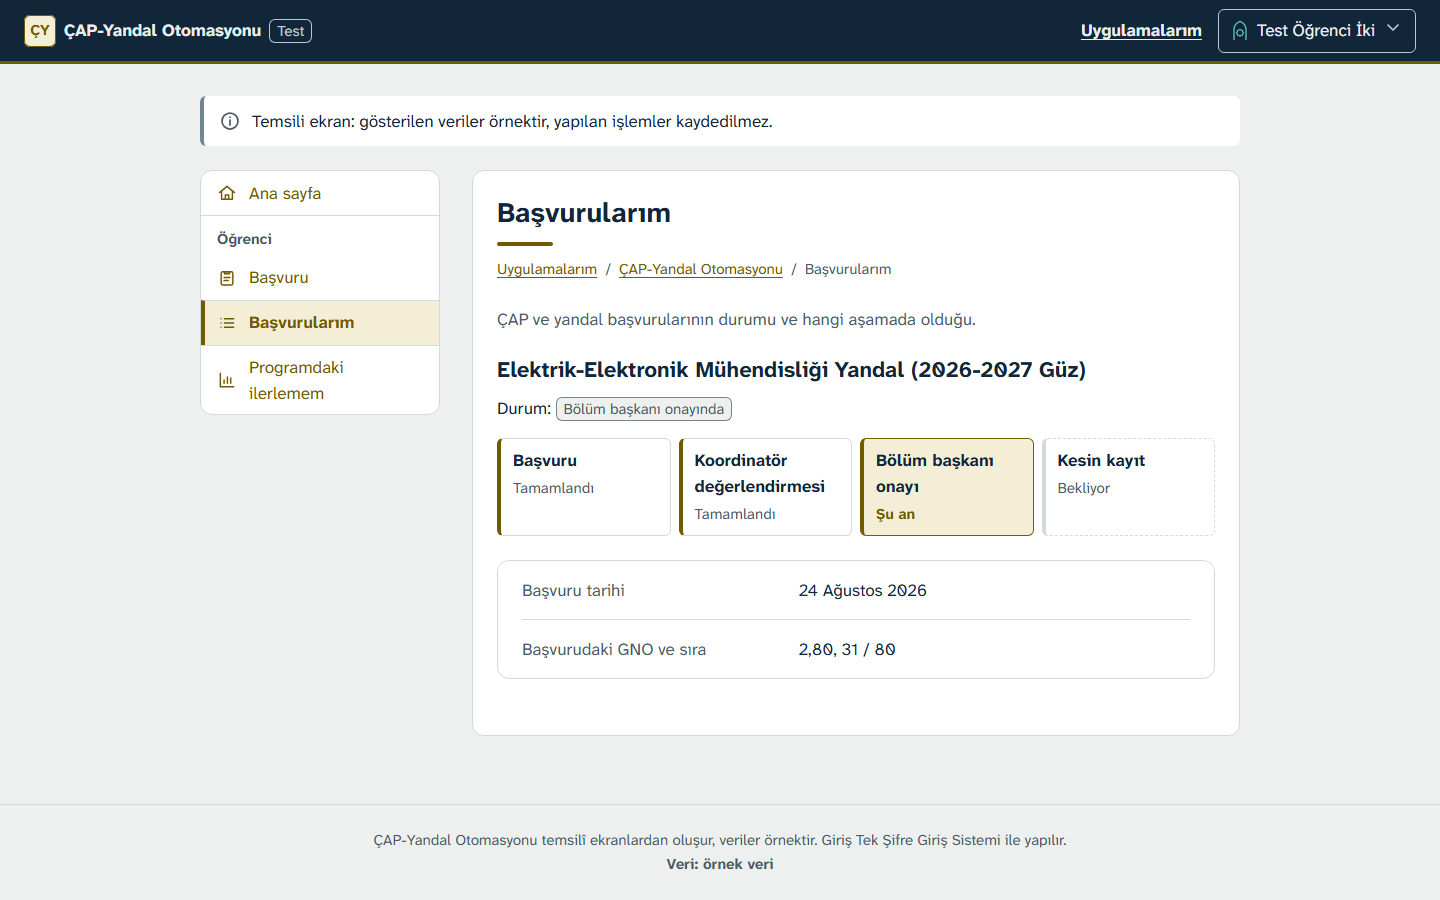 ÇY ÇAP-Yandal Otomasyonu Test
Uygulamalarım
Test Öğrenci İki
Temsili ekran: gösterilen veriler örnektir, yapılan işlemler kaydedilmez.
Ana sayfa
Öğrenci
Başvuru
Başvurularım
Programdaki
ilerlemem
Başvurularım
Uygulamalarım / ÇAP-Yandal Otomasyonu / Başvurularım
ÇAP ve yandal başvurularının durumu ve hangi aşamada olduğu.
Elektrik-Elektronik Mühendisliği Yandal (2026-2027 Güz)
Durum: Bölüm başkanı onayında
Başvuru
Tamamlandı
Koordinatör
değerlendirmesi
Tamamlandı
Bölüm başkanı
onayı
Şu an
Kesin kayıt
Bekliyor
Başvuru tarihi 24 Ağustos 2026
Başvurudaki GNO ve sıra 2,80, 31 / 80
ÇAP-Yandal Otomasyonu temsilî ekranlardan oluşur, veriler örnektir. Giriş Tek Şifre Giriş Sistemi ile yapılır.
Veri: örnek veri